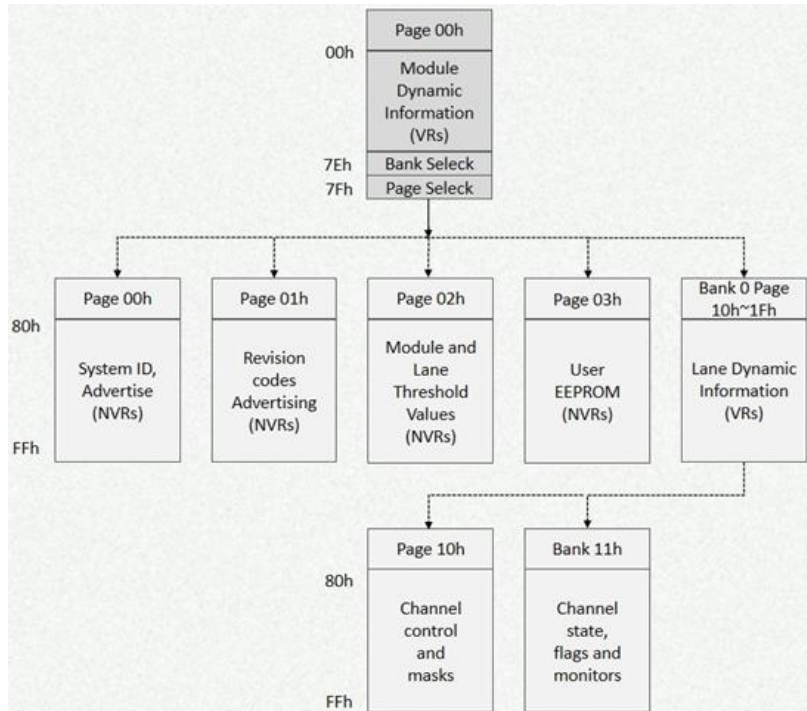 Page 00h
00h
Module
Dynamic
Information
(VRs)
7Eh
Bank Seleck
7Fh
Page Seleck
Page 00h
Page 01h
Page 02h
Page 03h
Bank 0 Page
10h~1Fh
80h
System ID,
Advertise
(NVRs)
Revision
codes
Advertising
(NVRs)
Module and
Lane
Threshold
Values
(NVRs)
User
EEPROM
(NVRs)
Lane Dynamic
Information
(VRs)
FFh
Page 10h
Bank 11h
80h
Channel
control
and
masks
Channel
state,
flags and
monitors
FFh